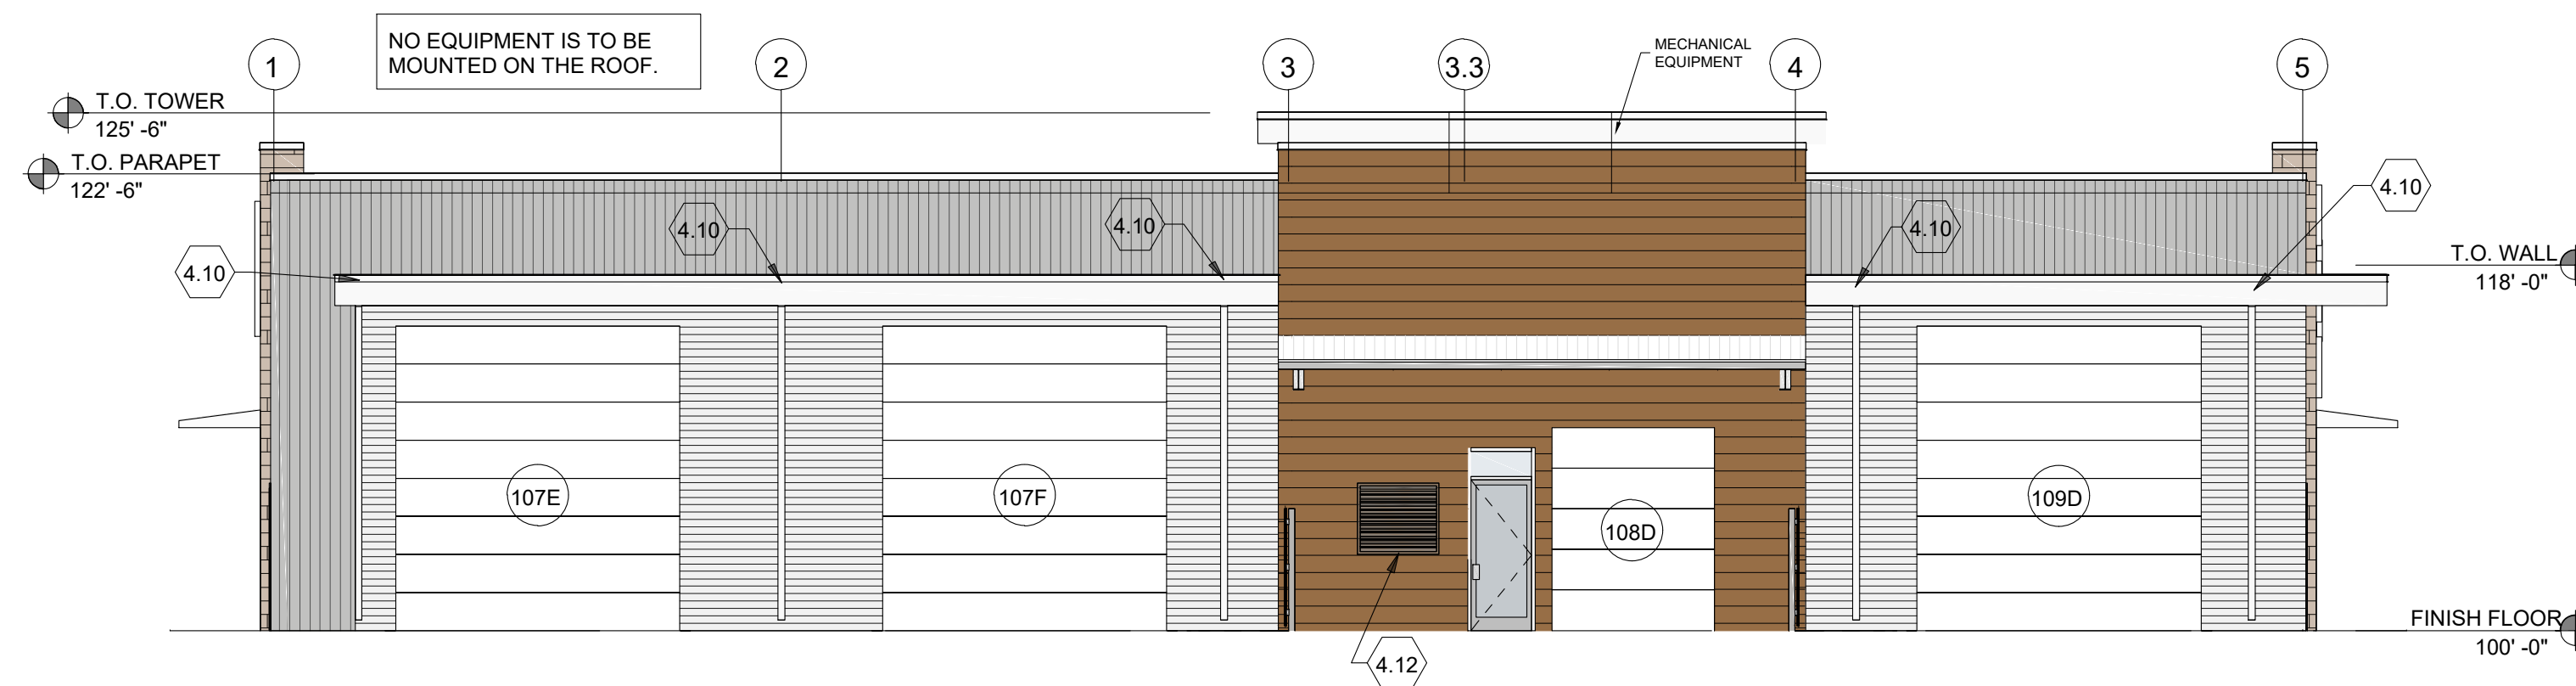 NO EQUIPMENT IS TO BE
MOUNTED ON THE ROOF.
MECHANICAL
EQUIPMENT
1
2
3
3.3
4
5
T.O. TOWER
125' -6"
T.O. PARAPET
122' -6"
4.10
4.10
4.10
4.10
4.10
T.O. WALL
118' -0"
107E
107F
108D
109D
FINISH FLOOR
100' -0"
4.12